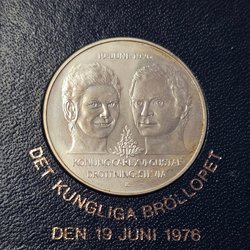 19 JUNI 1976
KONUNG CARL XVI GUSTAF
DROTTNING SILVIA
DET KUNGLIGA BRÖLLOPET
DEN 19 JUNI 1976